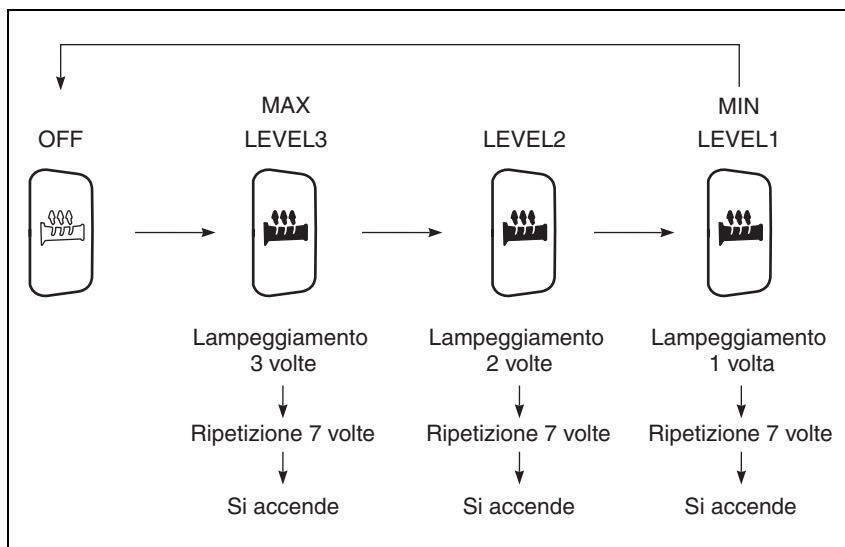 MAX
MIN
OFF
LEVEL3
LEVEL2
LEVEL1
Lampeggiamento
3 volte
Lampeggiamento
2 volte
Lampeggiamento
1 volta
Ripetizione 7 volte
Ripetizione 7 volte
Ripetizione 7 volte
Si accende
Si accende
Si accende